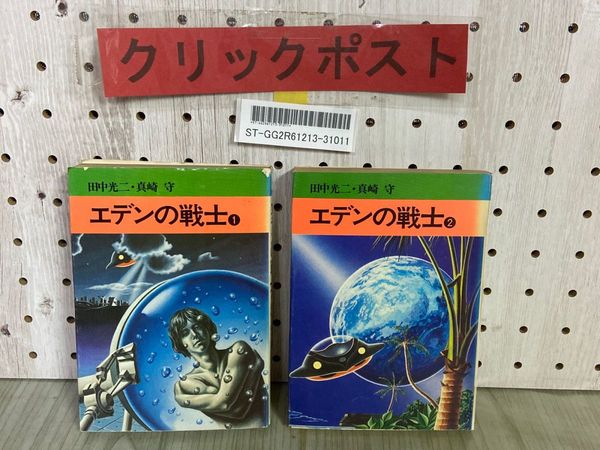 クリックポスト
ST-GG2R61213-31011
田中光二・真崎 守
エデンの戦士1
田中光二・真崎 守
エデンの戦士2